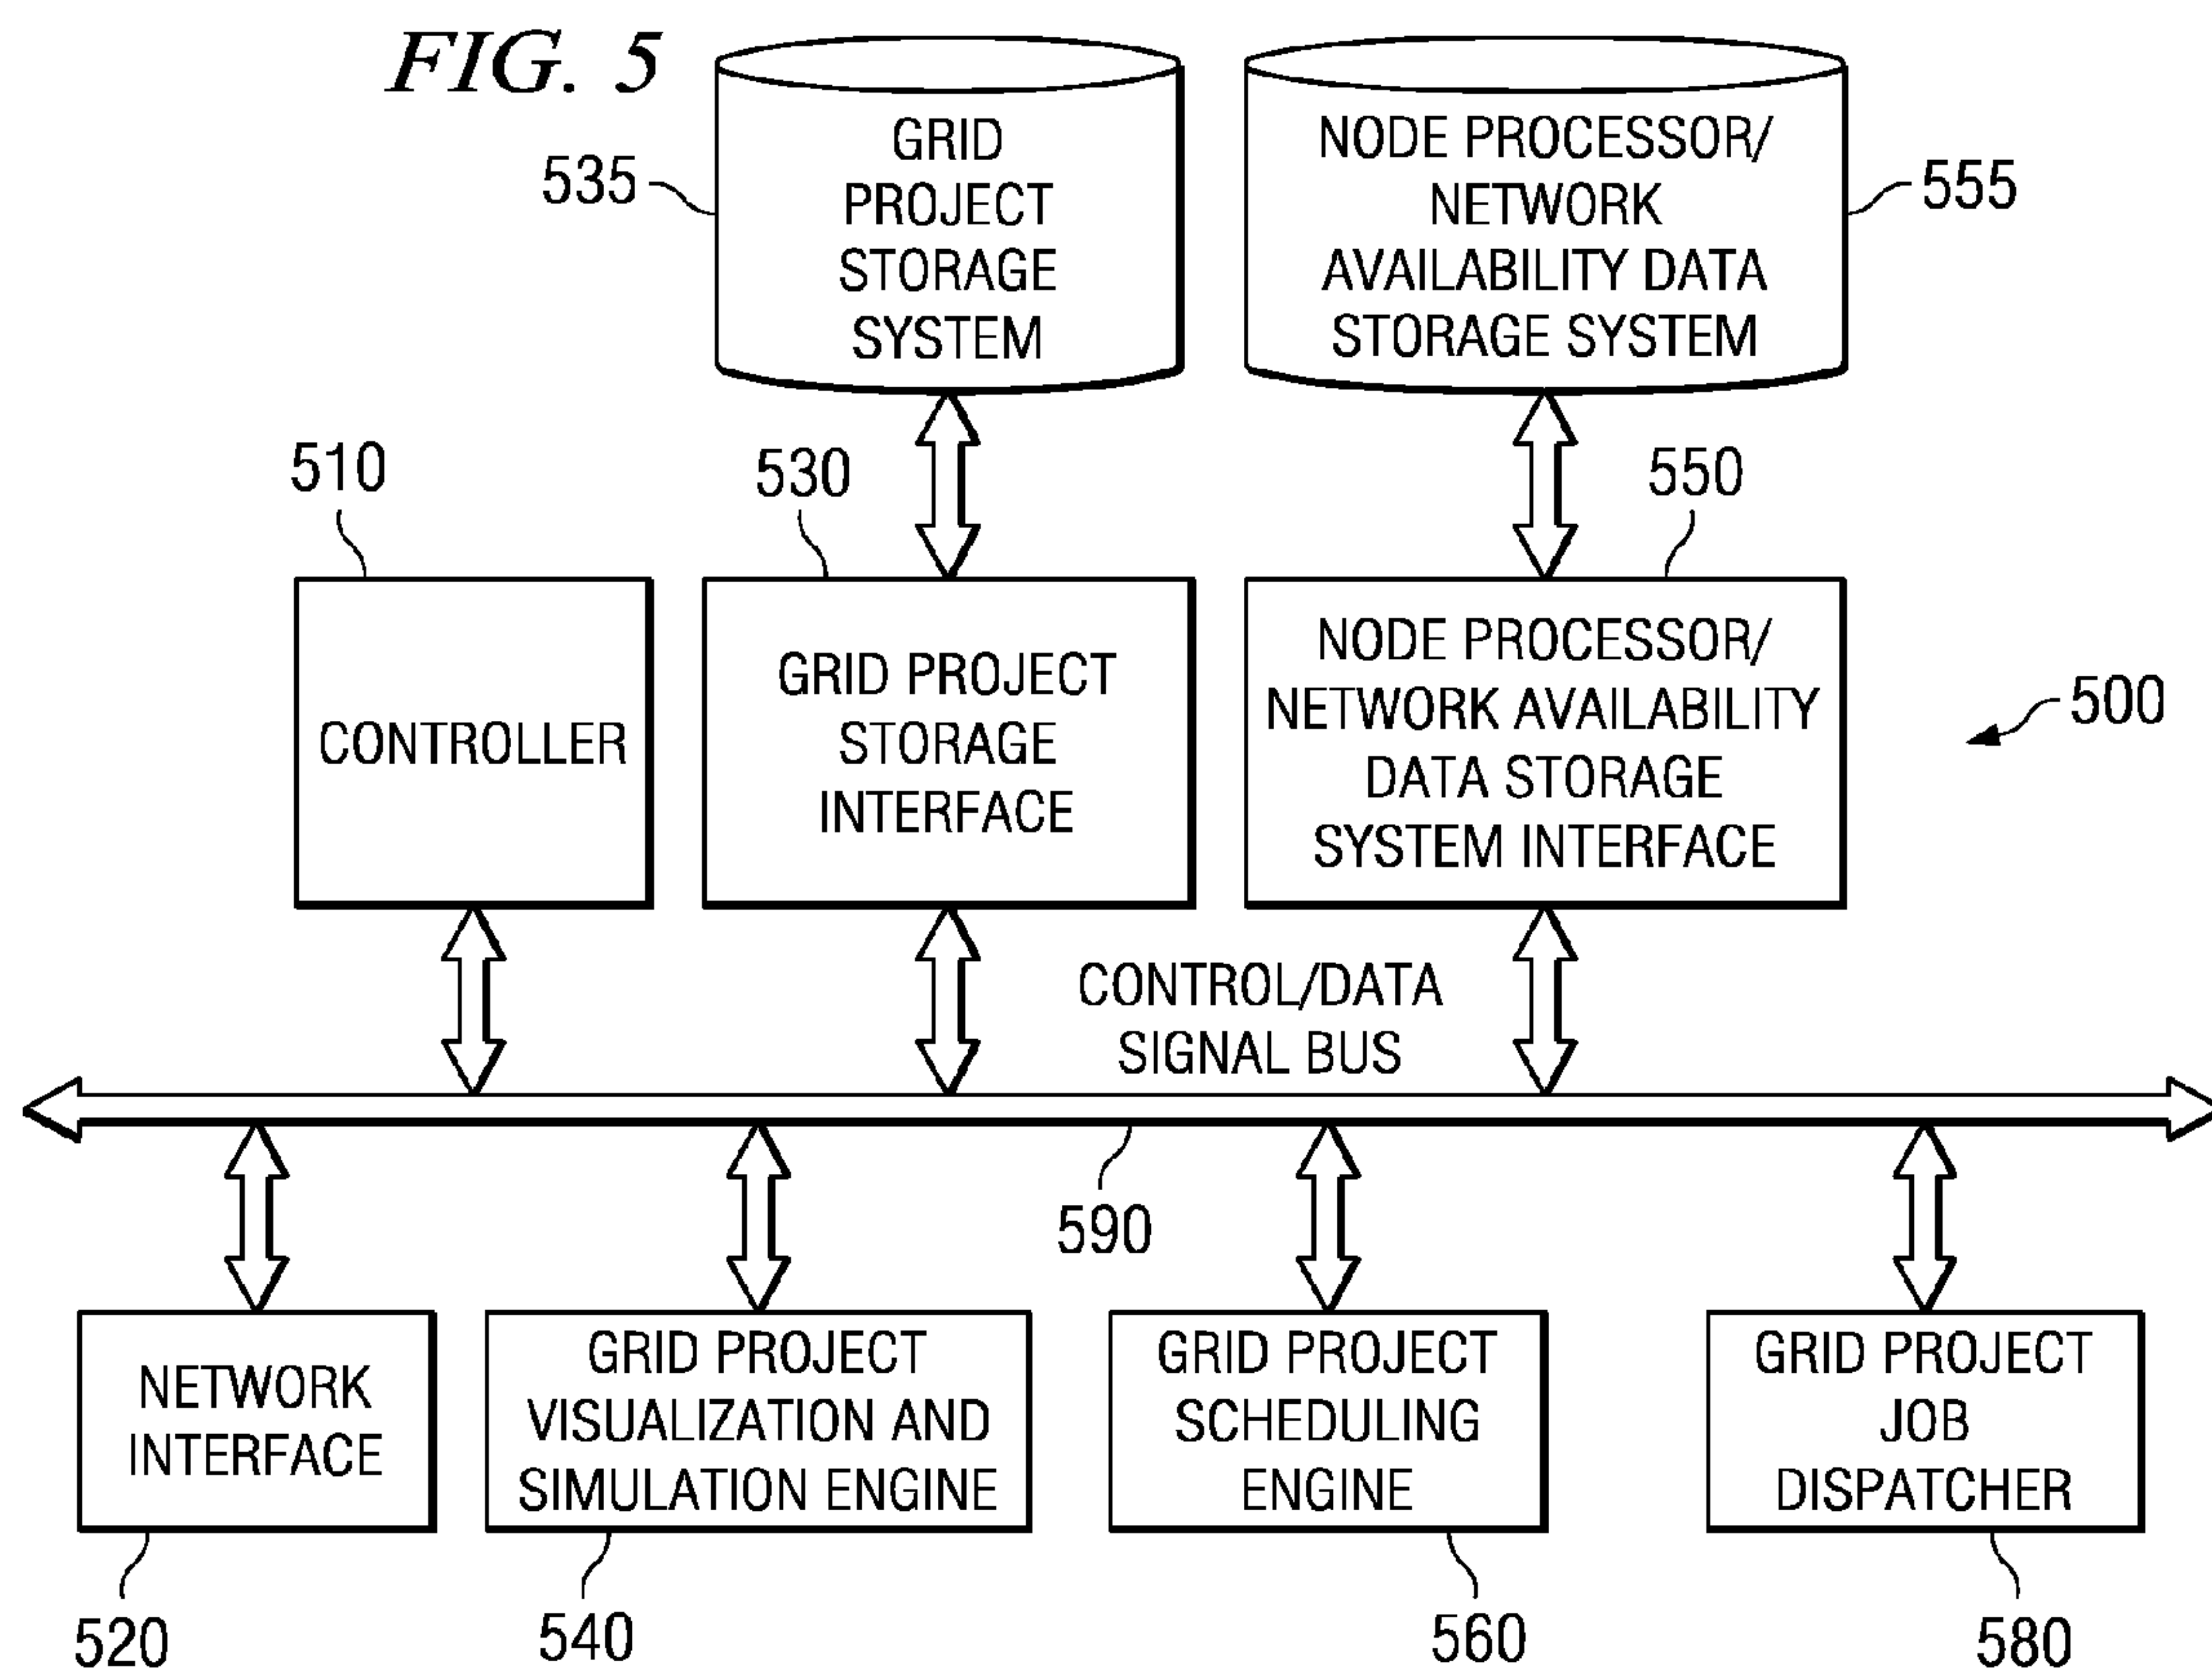 FIG. 5
535
GRID
PROJECT
STORAGE
SYSTEM
NODE PROCESSOR/
NETWORK
AVAILABILITY DATA
STORAGE SYSTEM
555
510
530
550
CONTROLLER
GRID PROJECT
STORAGE
INTERFACE
NODE PROCESSOR/
NETWORK AVAILABILITY
DATA STORAGE
SYSTEM INTERFACE
500
CONTROL/DATA
SIGNAL BUS
590
NETWORK
INTERFACE
GRID PROJECT
VISUALIZATION AND
SIMULATION ENGINE
GRID PROJECT
SCHEDULING
ENGINE
GRID PROJECT
JOB
DISPATCHER
520
540
560
580